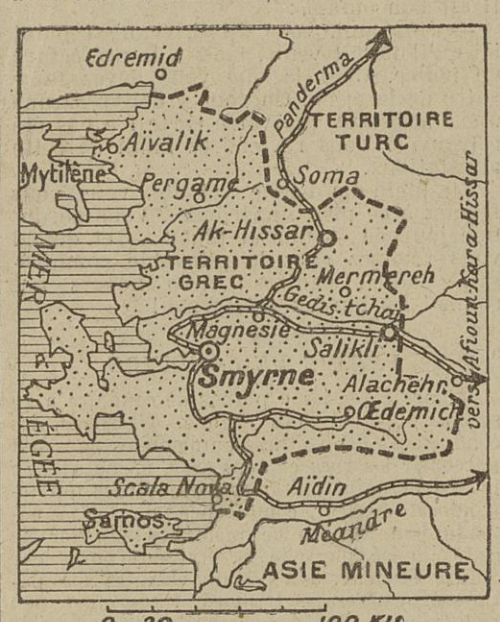 Edremid
Panderma
TERRITOIRE
TURC
Aïvalik
Mytilène
Pergame
Soma
Ak-Hissar
TERRITOIRE
GREC
Mermereh
Gedis.tchaï
vers Afioun-Kara-Hissar
MER
ÉGÉE
Magnésie
Salikli
Smyrne
Alachehr.
Œdemich
Scala Nova
Aïdin
Samos
Méandre
ASIE MINEURE